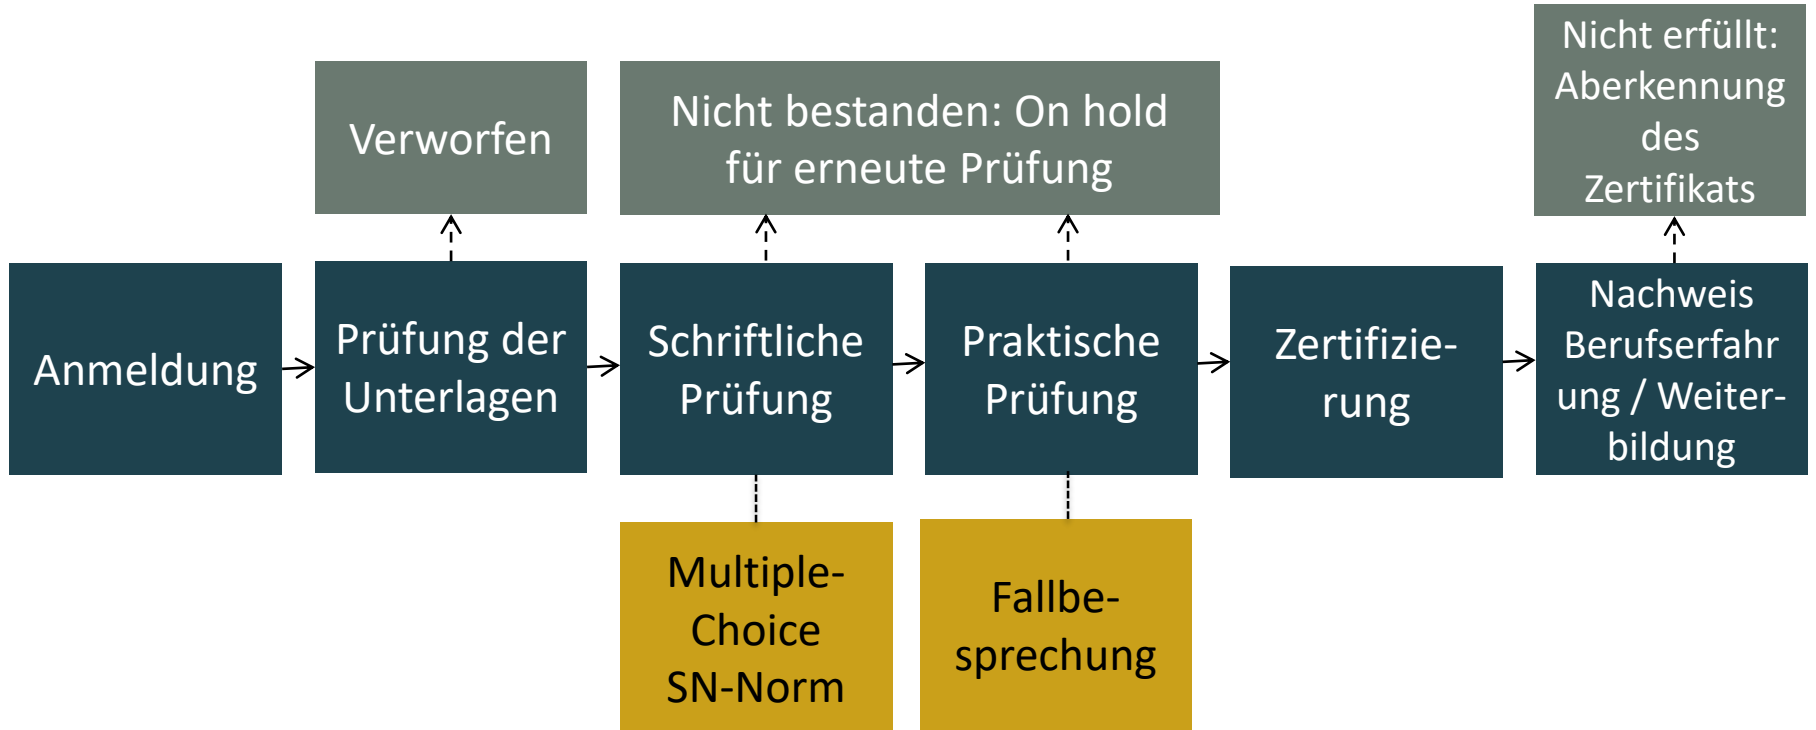 Verworfen
Nicht bestanden: On hold
für erneute Prüfung
Nicht erfüllt:
Aberkennung
des
Zertifikats
Anmeldung
Prüfung der
Unterlagen
Schriftliche
Prüfung
Praktische
Prüfung
Zertifizie-
rung
Nachweis
Berufserfahr
ung / Weiter-
bildung
Multiple-
Choice
SN-Norm
Fallbe-
sprechung